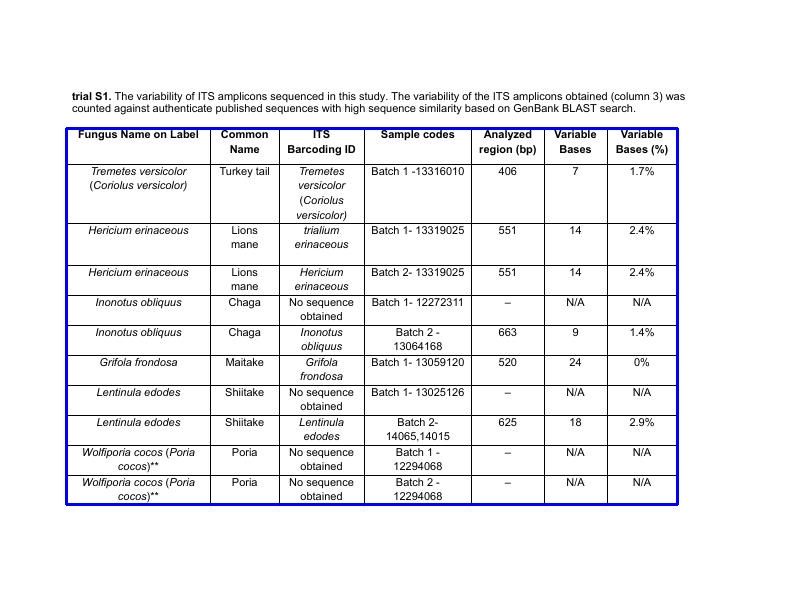 trial S1. The variability of ITS amplicons sequenced in this study. The variability of the ITS amplicons obtained (column 3) was
counted against authenticate published sequences with high sequence similarity based on GenBank BLAST search.
Fungus Name on Label Common Name ITS Barcoding ID Sample codes Analyzed region (bp) Variable Bases Variable Bases (%)
Tremetes versicolor (Coriolus versicolor) Turkey tail Tremetes versicolor (Coriolus versicolor) Batch 1 -13316010 406 7 1.7%
Hericium erinaceous Lions mane trialium erinaceous Batch 1- 13319025 551 14 2.4%
Hericium erinaceous Lions mane Hericium erinaceous Batch 2- 13319025 551 14 2.4%
Inonotus obliquus Chaga No sequence obtained Batch 1- 12272311 – N/A N/A
Inonotus obliquus Chaga Inonotus obliquus Batch 2 - 13064168 663 9 1.4%
Grifola frondosa Maitake Grifola frondosa Batch 1- 13059120 520 24 0%
Lentinula edodes Shiitake No sequence obtained Batch 1- 13025126 – N/A N/A
Lentinula edodes Shiitake Lentinula edodes Batch 2- 14065,14015 625 18 2.9%
Wolfiporia cocos (Poria cocos)** Poria No sequence obtained Batch 1 - 12294068 – N/A N/A
Wolfiporia cocos (Poria cocos)** Poria No sequence obtained Batch 2 - 12294068 – N/A N/A